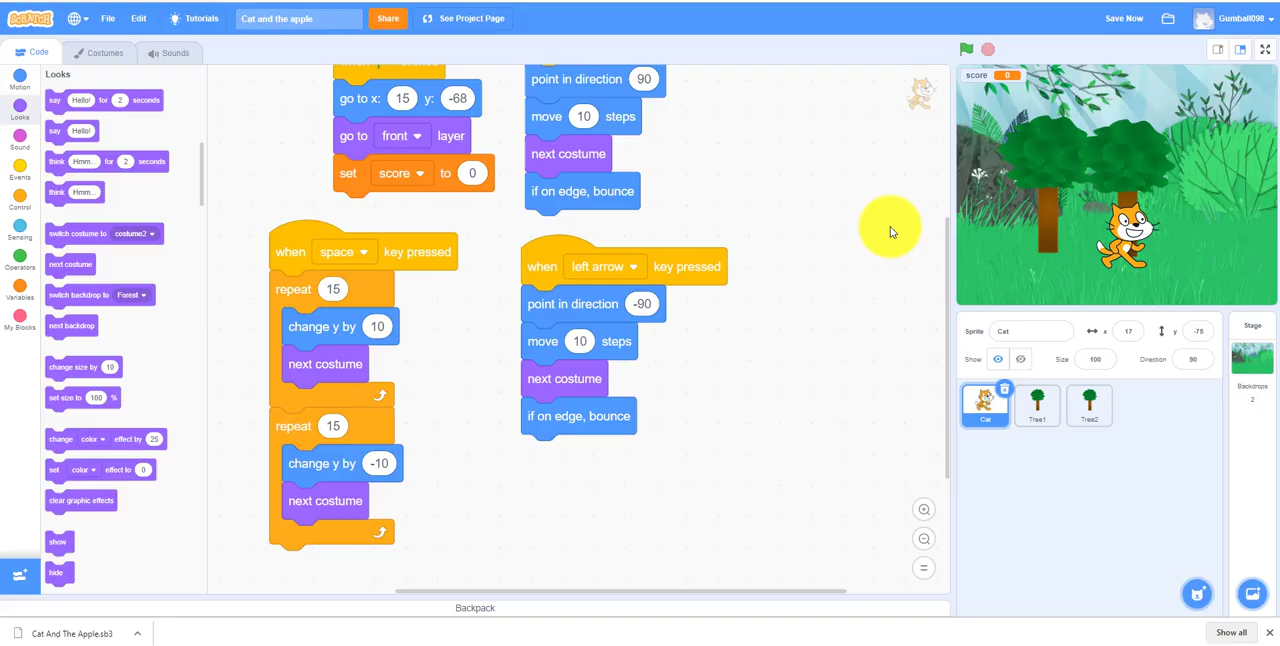 SCRATCH File Edit Tutorials Cat and the apple Share See Project Page Save Now Gumball098
Code Costumes Sounds
Motion
Looks
Sound
Events
Control
Sensing
Operators
Variables
My Blocks
Looks
say Hello! for 2 seconds
say Hello!
think Hmm... for 2 seconds
think Hmm...
switch costume to costume2
next costume
switch backdrop to Forest
next backdrop
change size by 10
set size to 100 %
change color effect by 25
set color effect to 0
clear graphic effects
show
hide
go to x: 15 y: -68
go to front layer
set score to 0
when space key pressed
repeat 15
change y by 10
next costume
repeat 15
change y by -10
next costume
point in direction 90
move 10 steps
next costume
if on edge, bounce
when left arrow key pressed
point in direction -90
move 10 steps
next costume
if on edge, bounce
score 0
Sprite Cat x 17 y -75
Show Size 100 Direction 90
Cat Tree1 Tree2
Stage
Backdrops
2
Backpack
Cat And The Apple.sb3 Show all